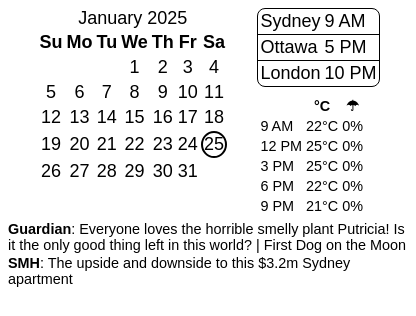 January 2025
Su Mo Tu We Th Fr Sa
1 2 3 4
5 6 7 8 9 10 11
12 13 14 15 16 17 18
19 20 21 22 23 24 25
26 27 28 29 30 31
Sydney 9 AM
Ottawa 5 PM
London 10 PM
°C ☂
9 AM 22°C 0%
12 PM 25°C 0%
3 PM 25°C 0%
6 PM 22°C 0%
9 PM 21°C 0%
Guardian: Everyone loves the horrible smelly plant Putricia! Is
it the only good thing left in this world? | First Dog on the Moon
SMH: The upside and downside to this $3.2m Sydney
apartment